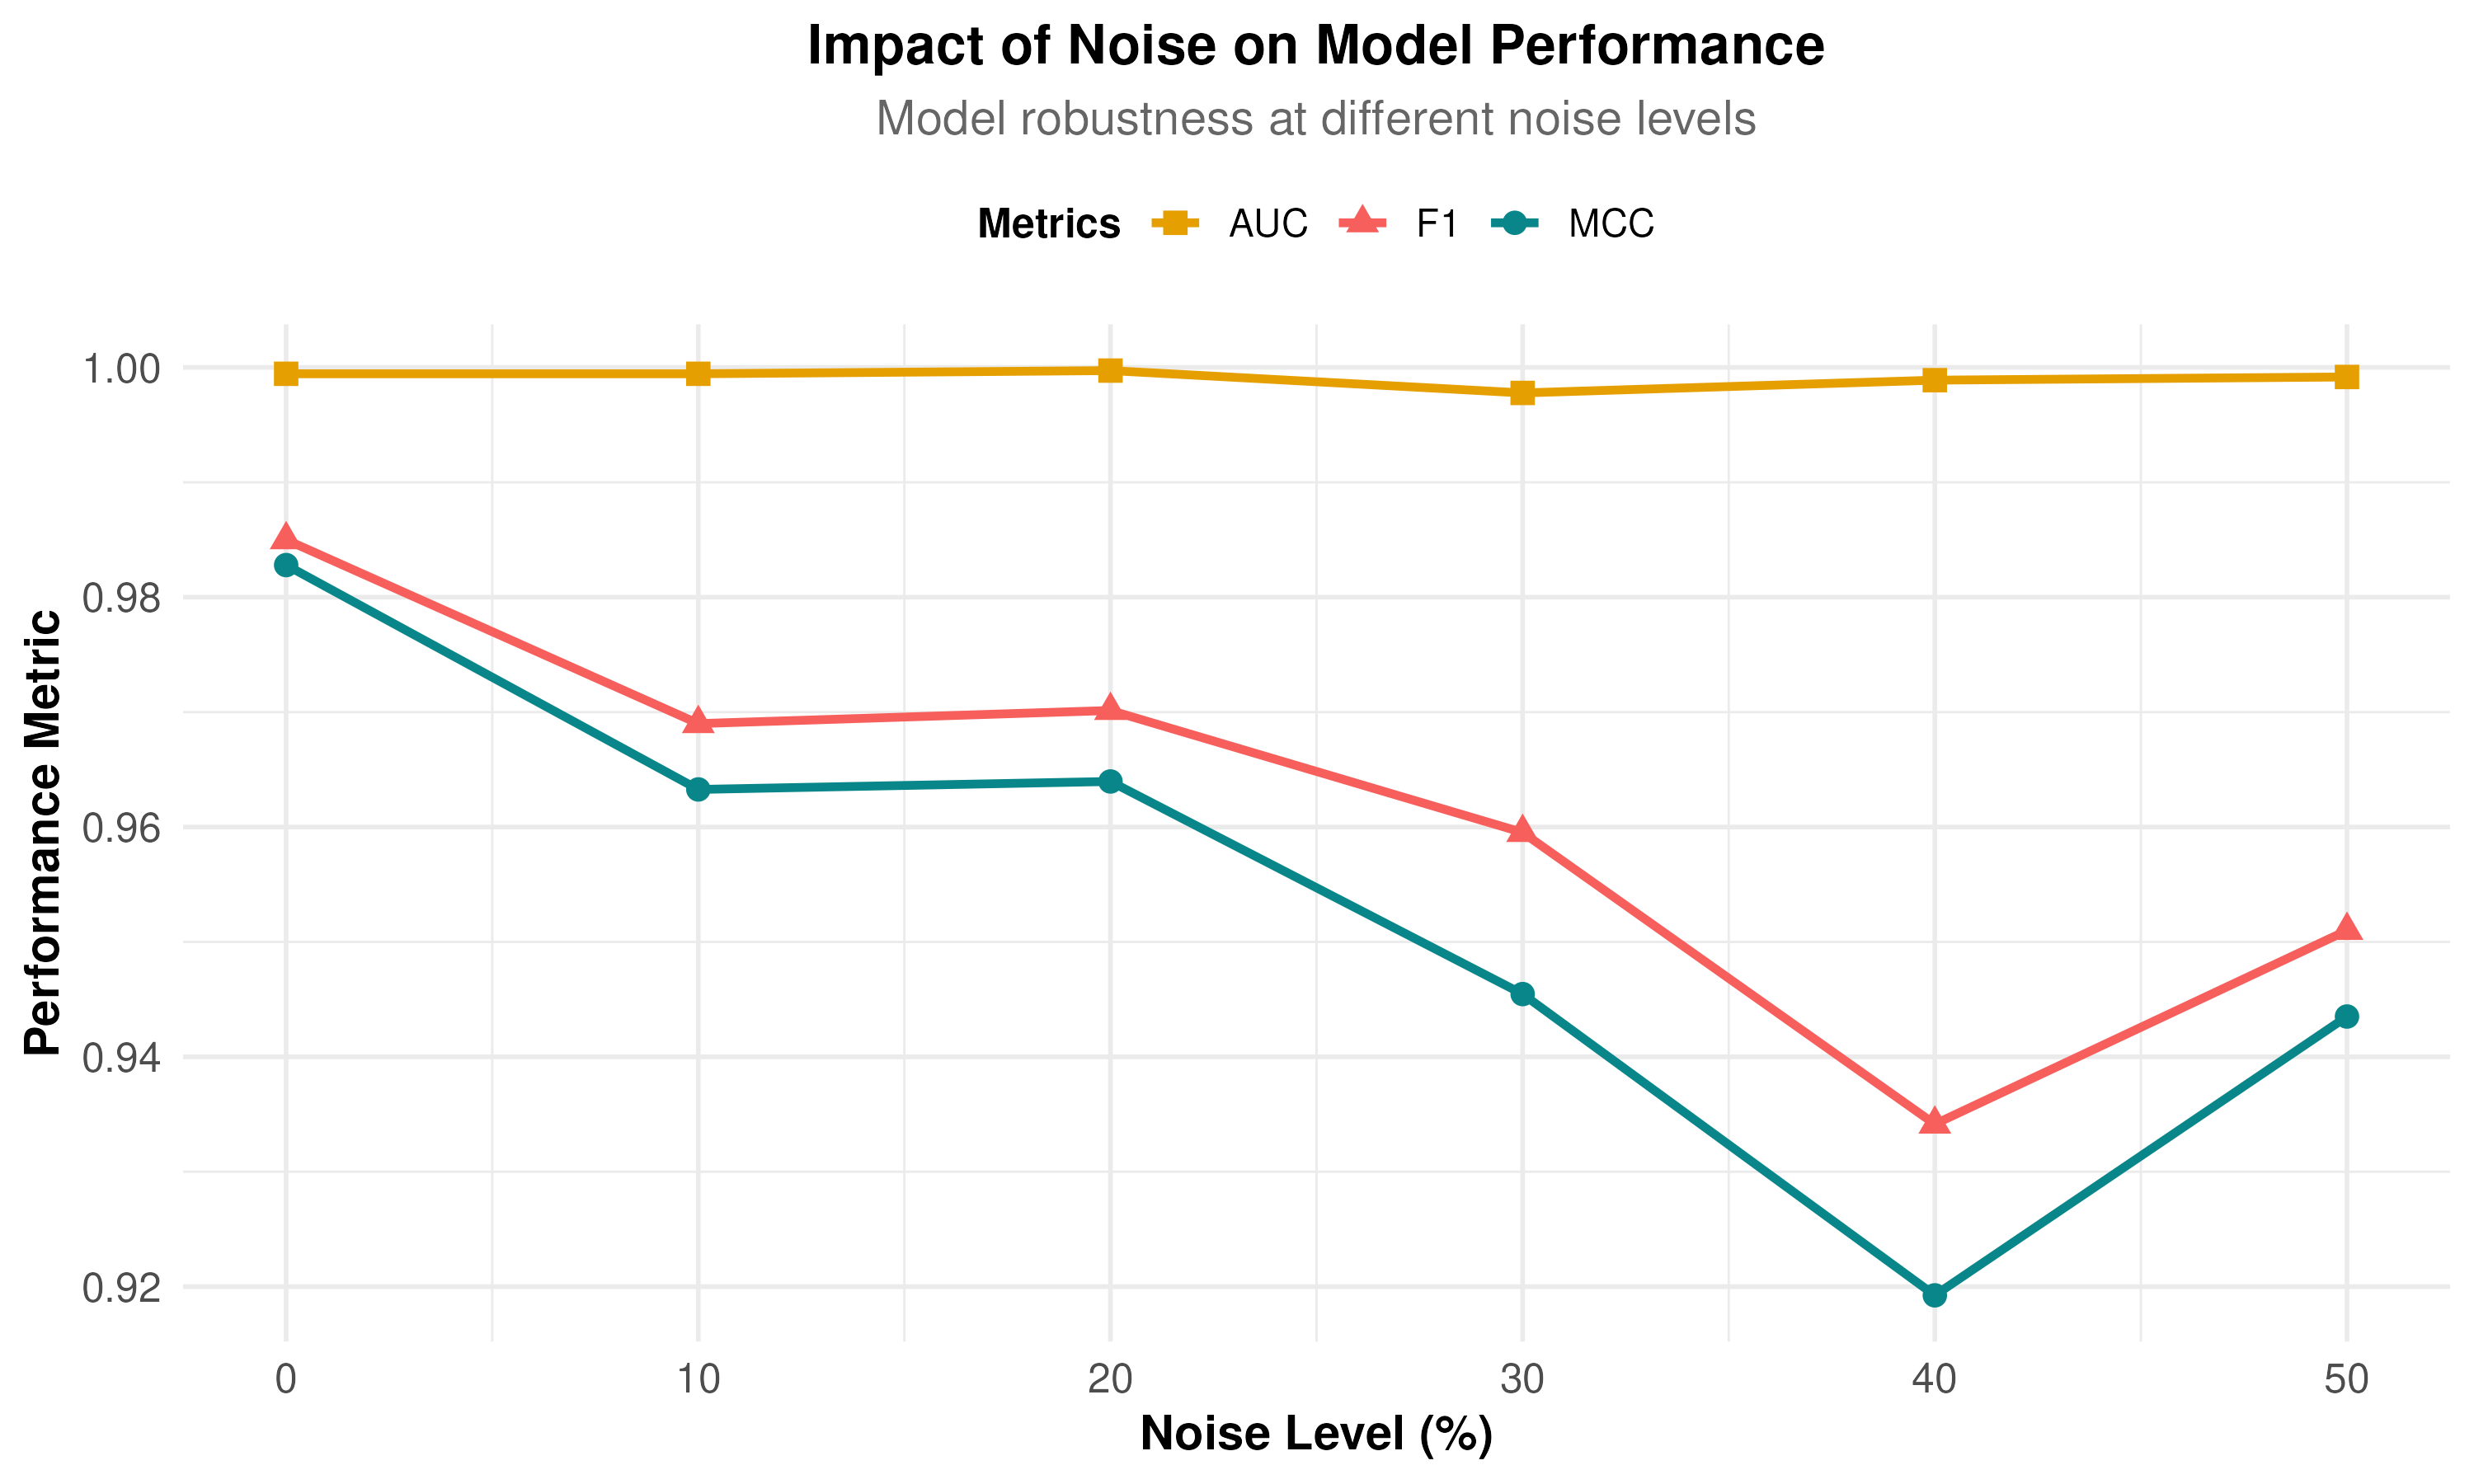 Impact of Noise on Model Performance
Model robustness at different noise levels
Metrics AUC F1 MCC
Performance Metric
1.00
0.98
0.96
0.94
0.92
0 10 20 30 40 50
Noise Level (%)